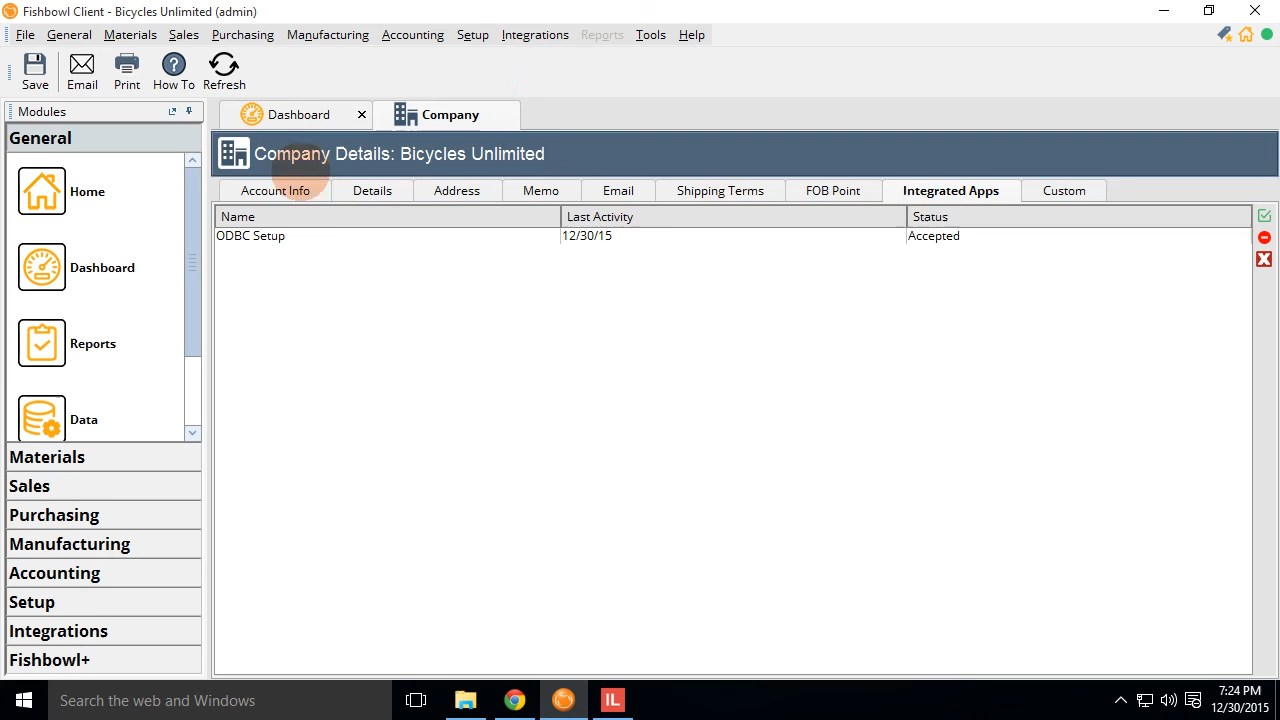 Fishbowl Client - Bicycles Unlimited (admin)
File General Materials Sales Purchasing Manufacturing Accounting Setup Integrations Reports Tools Help
Save Email Print How To Refresh
Modules
General
Home
Dashboard
Reports
Data
Materials
Sales
Purchasing
Manufacturing
Accounting
Setup
Integrations
Fishbowl+
Dashboard Company
Company Details: Bicycles Unlimited
Account Info Details Address Memo Email Shipping Terms FOB Point Integrated Apps Custom
Name Last Activity Status
ODBC Setup 12/30/15 Accepted
Search the web and Windows
IL
7:24 PM
12/30/2015